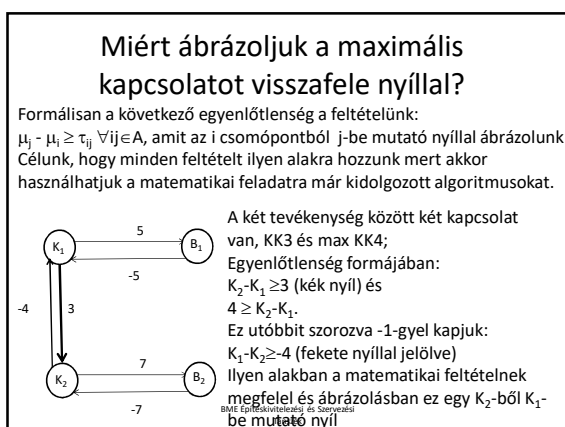 Miért ábrázoljuk a maximális
kapcsolatot visszafele nyíllal?
Formálisan a következő egyenlőtlenség a feltételünk:
μj - μi ≥ τij ∀ij∈A, amit az i csomópontból j-be mutató nyíllal ábrázolunk
Célunk, hogy minden feltételt ilyen alakra hozzunk mert akkor
használhatjuk a matematikai feladatra már kidolgozott algoritmusokat.
A két tevékenység között két kapcsolat
van, KK3 és max KK4;
Egyenlőtlenség formájában:
K2-K1 ≥3 (kék nyíl) és
4 ≥ K2-K1.
Ez utóbbit szorozva -1-gyel kapjuk:
K1-K2≥-4 (fekete nyíllal jelölve)
Ilyen alakban a matematikai feltételnek
megfelel és ábrázolásban ez egy K2-ből K1-
be mutató nyíl
5
K1
B1
-5
-4
3
7
K2
B2
-7
BME Építéskivitelezési és Szervezési